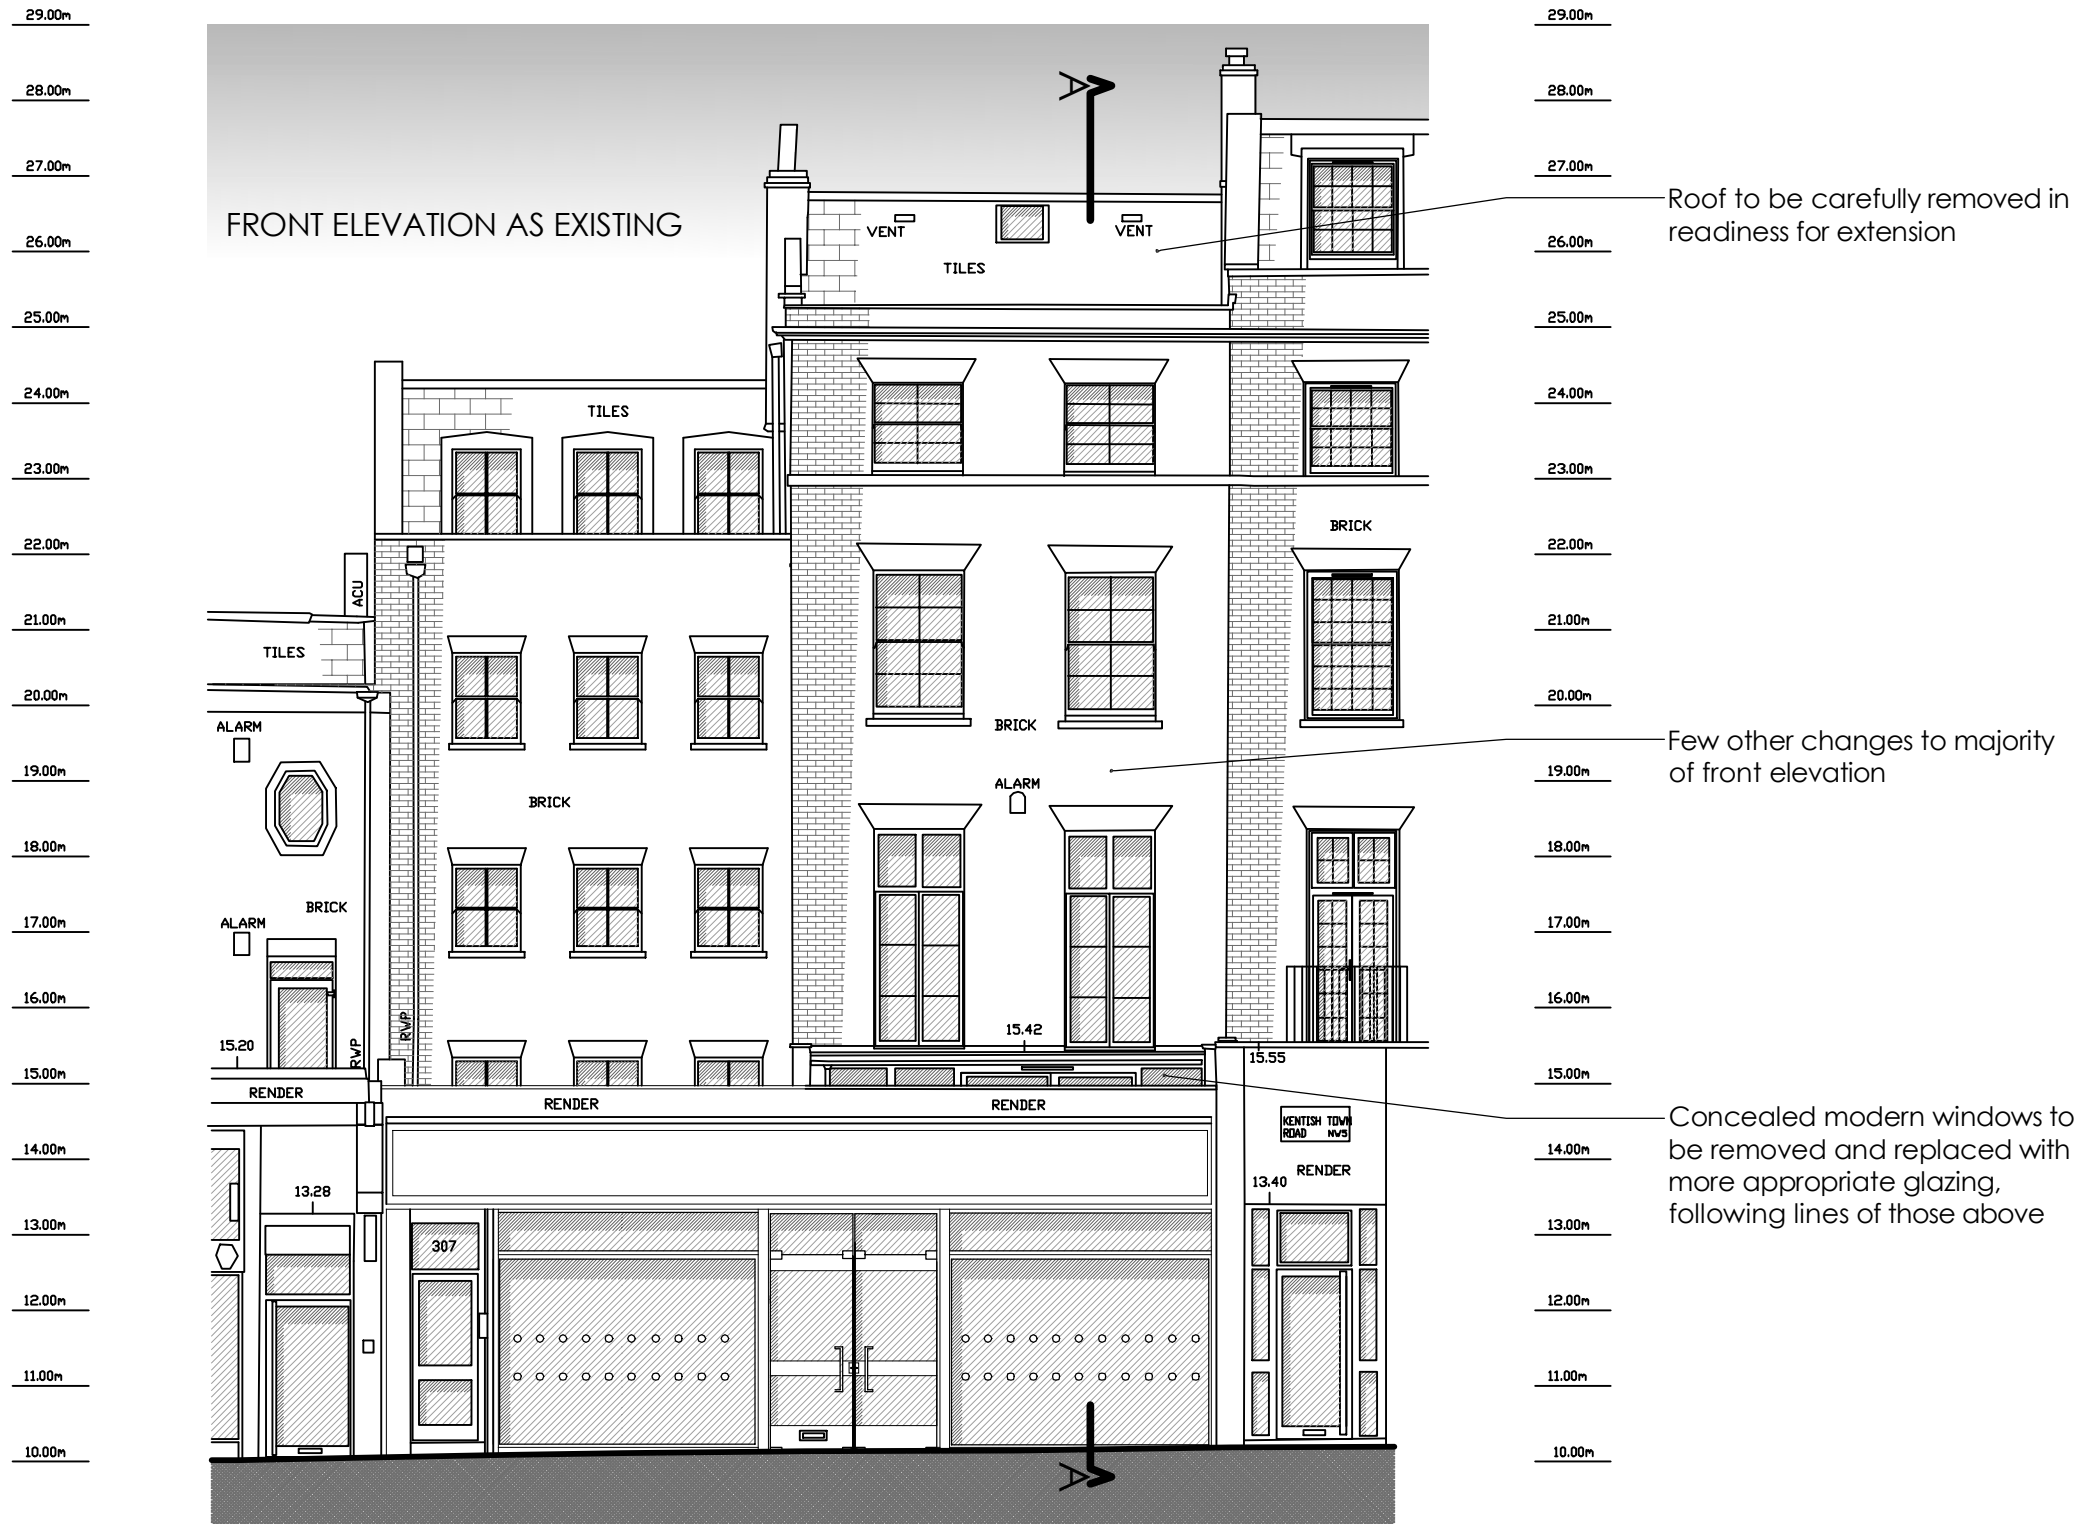 29.00m
29.00m
28.00m
28.00m
27.00m
27.00m
26.00m
26.00m
25.00m
25.00m
24.00m
24.00m
23.00m
23.00m
22.00m
22.00m
21.00m
21.00m
20.00m
20.00m
19.00m
19.00m
18.00m
18.00m
17.00m
17.00m
16.00m
16.00m
15.00m
15.00m
14.00m
14.00m
13.00m
13.00m
12.00m
12.00m
11.00m
11.00m
10.00m
10.00m
FRONT ELEVATION AS EXISTING
A
VENT
VENT
TILES
Roof to be carefully removed in
readiness for extension
TILES
BRICK
ACU
TILES
ALARM
BRICK
Few other changes to majority
of front elevation
ALARM
BRICK
BRICK
ALARM
RWP
RWP
15.20
15.42
15.55
RENDER
RENDER
RENDER
Concealed modern windows to
be removed and replaced with
more appropriate glazing,
following lines of those above
KENTISH TOWN
ROAD NW5
RENDER
13.28
13.40
307
A